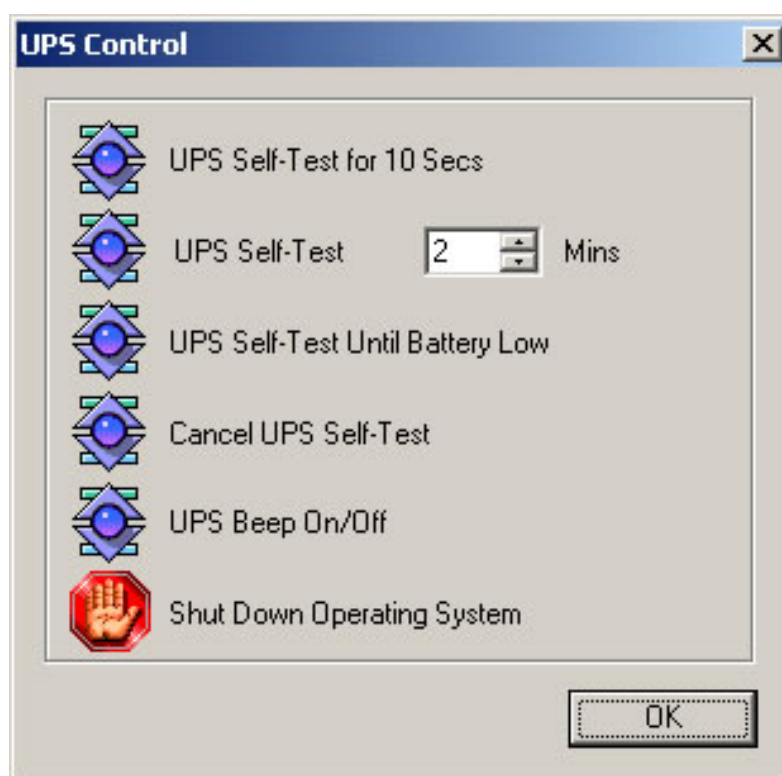 UPS Control
UPS Self-Test for 10 Secs
UPS Self-Test 2 Mins
UPS Self-Test Until Battery Low
Cancel UPS Self-Test
UPS Beep On/Off
Shut Down Operating System
OK